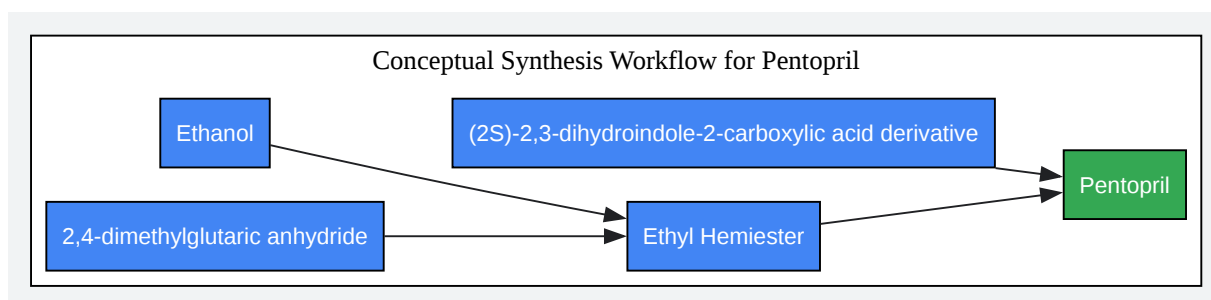 Conceptual Synthesis Workflow for Pentopril
Ethanol
(2S)-2,3-dihydroindole-2-carboxylic acid derivative
Pentopril
2,4-dimethylglutaric anhydride
Ethyl Hemiester